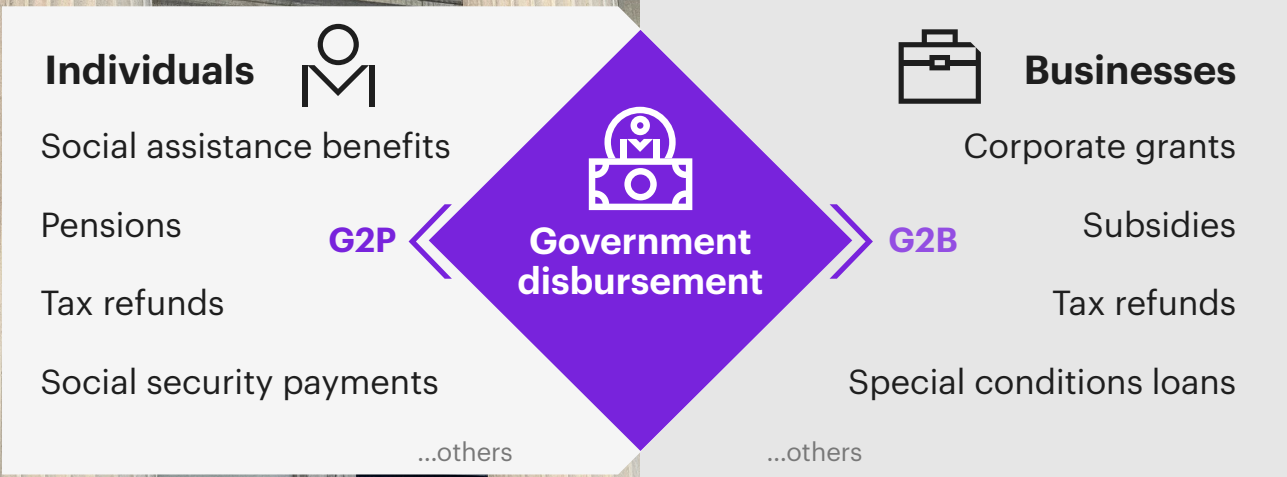 Individuals
Social assistance benefits
Pensions
Tax refunds
Social security payments
...others
G2P
Government
disbursement
G2B
Businesses
Corporate grants
Subsidies
Tax refunds
Special conditions loans
...others